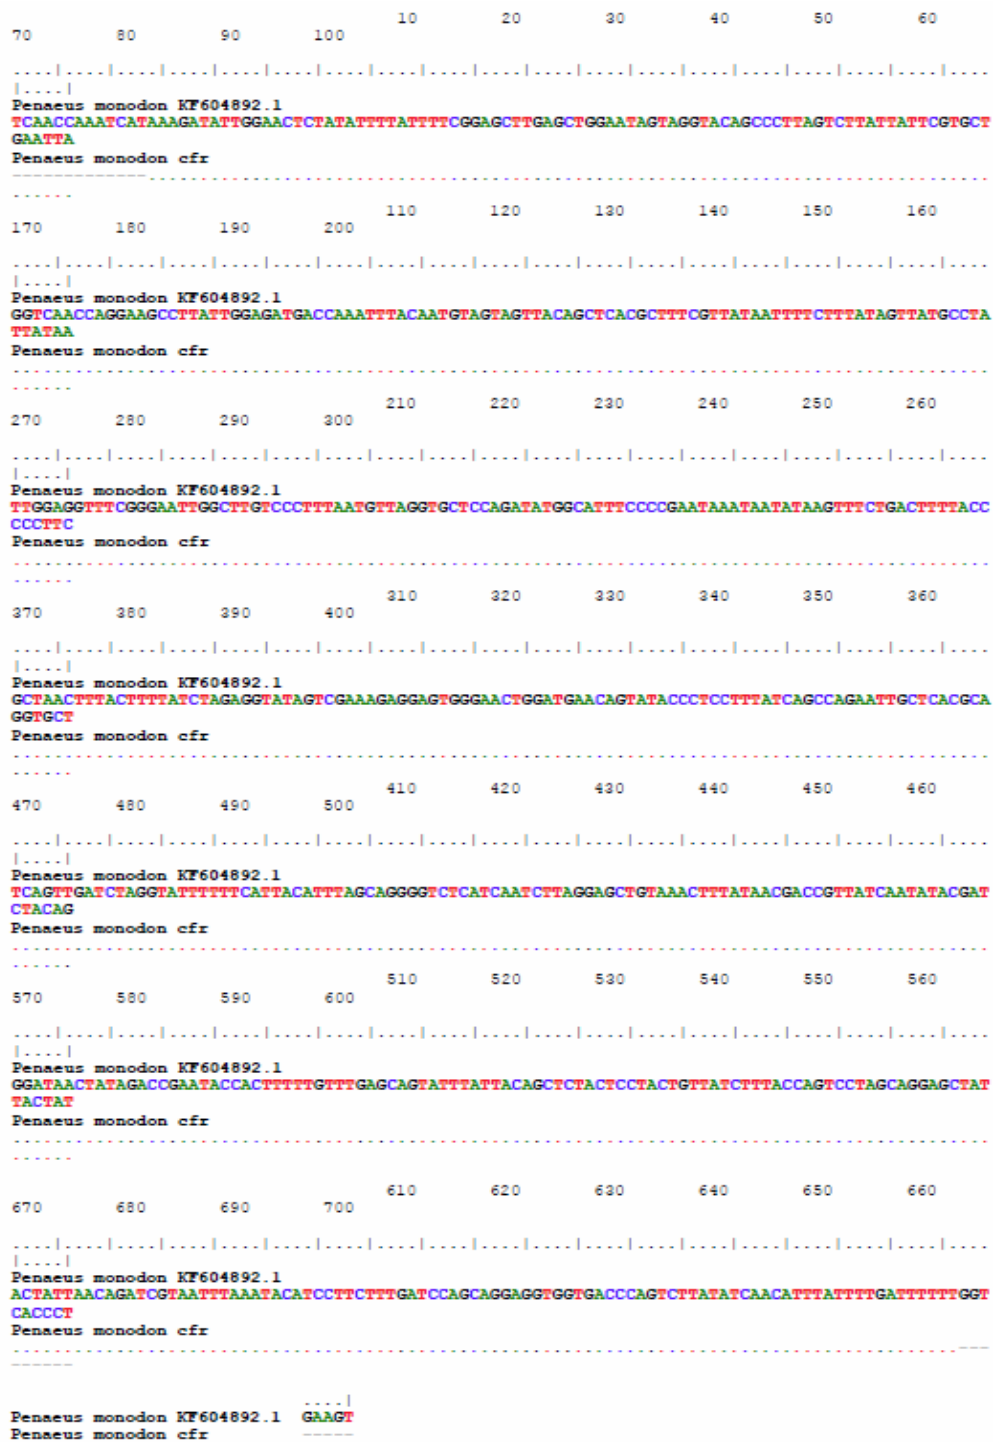 10 20 30 40 50 60
70 80 90 100
....|....|....|....|....|....|....|....|....|....|....|....|....|....|....|....|....|....|....
|....|
Penaeus monodon KF604892.1
TCAACCAAATCATAAAGATATTGGAACTCTATATTTTATTTTCGGAGCTTGAGCTGGAATAGTAGGTACAGCCCTTAGTCTTATTATTCGTGCT
GAATTA
Penaeus monodon cfr
-------------.................................................................................
......
110 120 130 140 150 160
170 180 190 200
....|....|....|....|....|....|....|....|....|....|....|....|....|....|....|....|....|....|....
|....|
Penaeus monodon KF604892.1
GGTCAACCAGGAAGCCTTATTGGAGATGACCAAATTTACAATGTAGTAGTTACAGCTCACGCTTTCGTTATAATTTTCTTTATAGTTATGCCTA
TTATAA
Penaeus monodon cfr
..............................................................................................
......
210 220 230 240 250 260
270 280 290 300
....|....|....|....|....|....|....|....|....|....|....|....|....|....|....|....|....|....|....
|....|
Penaeus monodon KF604892.1
TTGGAGGTTTCGGGAATTGGCTTGTCCCTTTAATGTTAGGTGCTCCAGATATGGCATTTCCCCGAATAAATAATATAAGTTTCTGACTTTTACC
CCCTTC
Penaeus monodon cfr
..............................................................................................
......
310 320 330 340 350 360
370 380 390 400
....|....|....|....|....|....|....|....|....|....|....|....|....|....|....|....|....|....|....
|....|
Penaeus monodon KF604892.1
GCTAACTTTACTTTTATCTAGAGGTATAGTCGAAAGAGGAGTGGGAACTGGATGAACAGTATACCCTCCTTTATCAGCCAGAATTGCTCACGCA
GGTGCT
Penaeus monodon cfr
..............................................................................................
......
410 420 430 440 450 460
470 480 490 500
....|....|....|....|....|....|....|....|....|....|....|....|....|....|....|....|....|....|....
|....|
Penaeus monodon KF604892.1
TCAGTTGATCTAGGTATTTTTTCATTACATTTAGCAGGGGTCTCATCAATCTTAGGAGCTGTAAACTTTATAACGACCGTTATCAATATACGAT
CTACAG
Penaeus monodon cfr
..............................................................................................
......
510 520 530 540 550 560
570 580 590 600
....|....|....|....|....|....|....|....|....|....|....|....|....|....|....|....|....|....|....
|....|
Penaeus monodon KF604892.1
GGATAACTATAGACCGAATACCACTTTTTGTTTGAGCAGTATTTATTACAGCTCTACTCCTACTGTTATCTTTACCAGTCCTAGCAGGAGCTAT
TACTAT
Penaeus monodon cfr
..............................................................................................
......
610 620 630 640 650 660
670 680 690 700
....|....|....|....|....|....|....|....|....|....|....|....|....|....|....|....|....|....|....
|....|
Penaeus monodon KF604892.1
ACTATTAACAGATCGTAATTTAAATACATCCTTCTTTGATCCAGCAGGAGGTGGTGACCCAGTCTTATATCAACATTTATTTTGATTTTTTGGT
CACCCT
Penaeus monodon cfr
...........................................................................................---
------
....|
Penaeus monodon KF604892.1 GAAGT
Penaeus monodon cfr -----